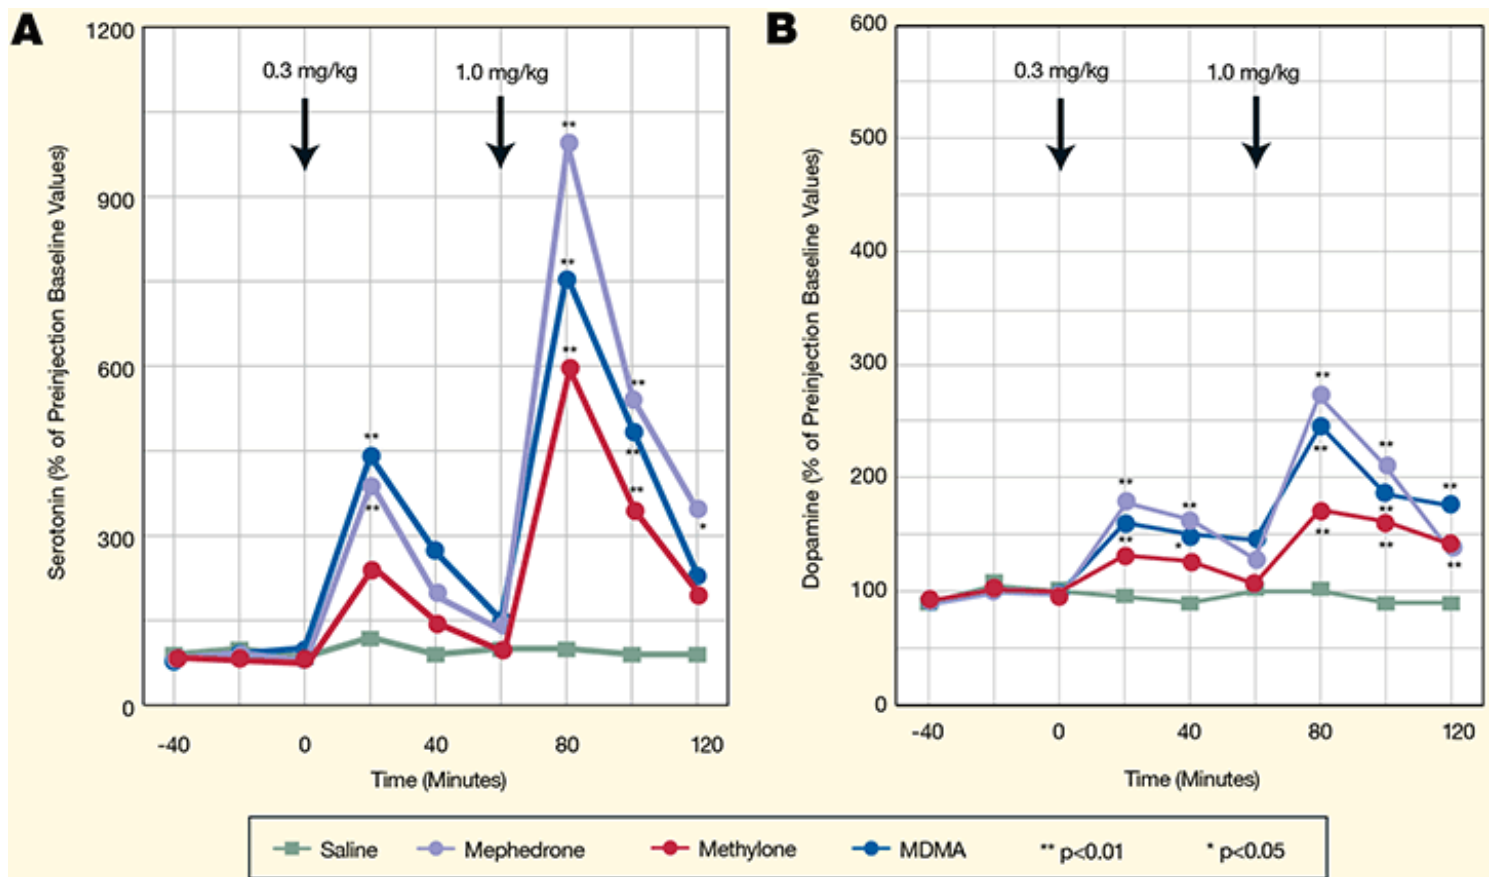 A
Serotonin (% of Preinjection Baseline Values)
1200
900
600
300
0
0.3 mg/kg
1.0 mg/kg
**
**
**
**
**
**
**
**
*
-40
0
40
80
120
Time (Minutes)
B
Dopamine (% of Preinjection Baseline Values)
600
500
400
300
200
100
0
0.3 mg/kg
1.0 mg/kg
**
**
**
*
**
**
**
**
**
**
**
**
-40
0
40
80
120
Time (Minutes)
Saline
Mephedrone
Methylone
MDMA
** p<0.01
* p<0.05